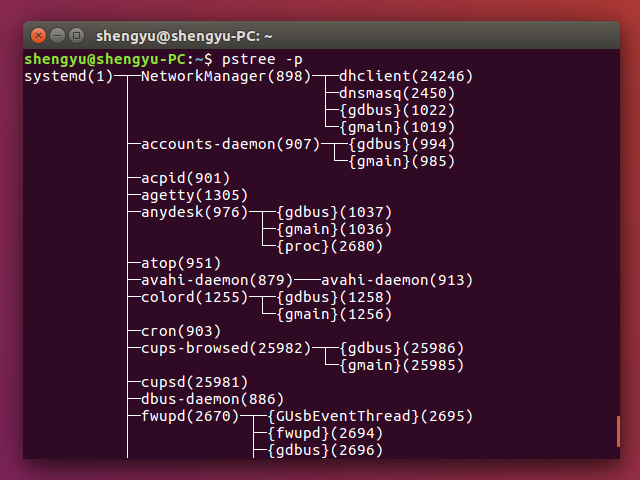 shengyu@shengyu-PC: ~
shengyu@shengyu-PC:~$ pstree -p
systemd(1)─┬─NetworkManager(898)─┬─dhclient(24246)
           │                     ├─dnsmasq(2450)
           │                     ├─{gdbus}(1022)
           │                     └─{gmain}(1019)
           ├─accounts-daemon(907)─┬─{gdbus}(994)
           │                      └─{gmain}(985)
           ├─acpid(901)
           ├─agetty(1305)
           ├─anydesk(976)─┬─{gdbus}(1037)
           │              ├─{gmain}(1036)
           │              └─{proc}(2680)
           ├─atop(951)
           ├─avahi-daemon(879)───avahi-daemon(913)
           ├─colord(1255)─┬─{gdbus}(1258)
           │              └─{gmain}(1256)
           ├─cron(903)
           ├─cups-browsed(25982)─┬─{gdbus}(25986)
           │                     └─{gmain}(25985)
           ├─cupsd(25981)
           ├─dbus-daemon(886)
           ├─fwupd(2670)─┬─{GUsbEventThread}(2695)
           │             ├─{fwupd}(2694)
           │             ├─{gdbus}(2696)